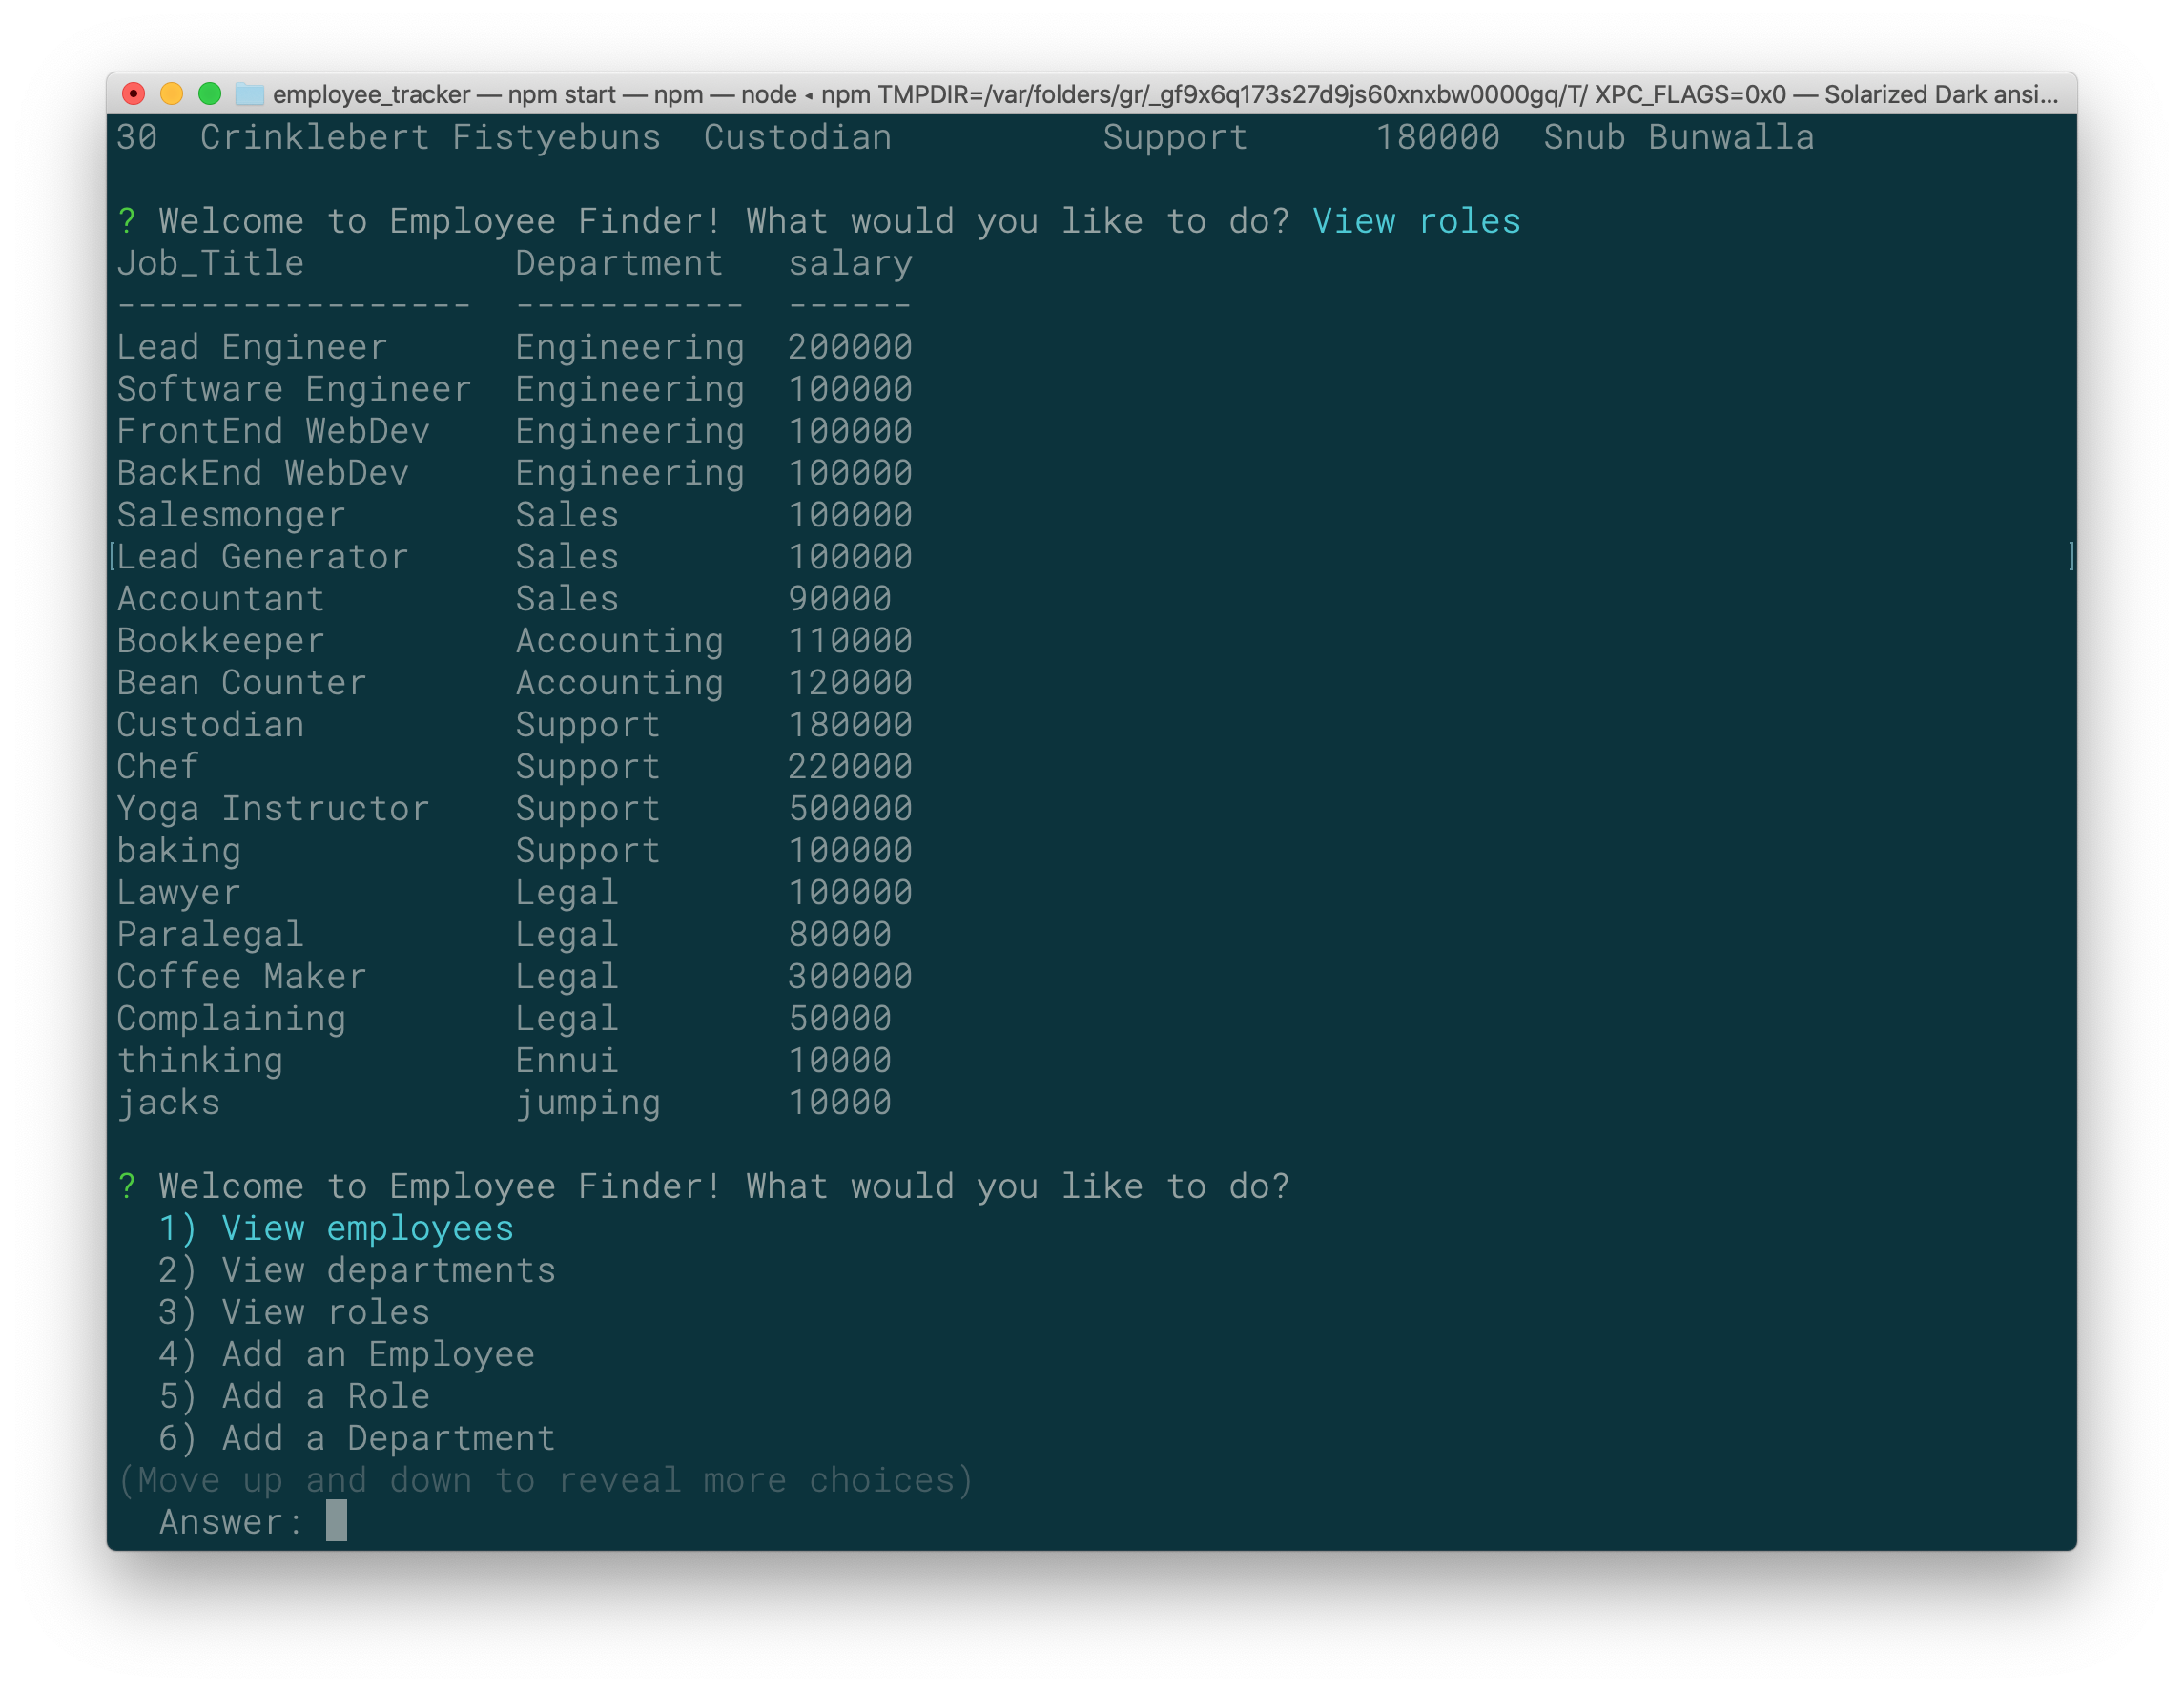 employee_tracker — npm start — npm — node ◂ npm TMPDIR=/var/folders/gr/_gf9x6q173s27d9js60xnxbw0000gq/T/ XPC_FLAGS=0x0 — Solarized Dark ansi...
30  Crinklebert Fistyebuns  Custodian          Support      180000  Snub Bunwalla
? Welcome to Employee Finder! What would you like to do? View roles
Job_Title          Department   salary
-----------------  -----------  ------
Lead Engineer      Engineering  200000
Software Engineer  Engineering  100000
FrontEnd WebDev    Engineering  100000
BackEnd WebDev     Engineering  100000
Salesmonger        Sales        100000
[Lead Generator     Sales        100000 ]
Accountant         Sales        90000
Bookkeeper         Accounting   110000
Bean Counter       Accounting   120000
Custodian          Support      180000
Chef               Support      220000
Yoga Instructor    Support      500000
baking             Support      100000
Lawyer             Legal        100000
Paralegal          Legal        80000
Coffee Maker       Legal        300000
Complaining        Legal        50000
thinking           Ennui        10000
jacks              jumping      10000
? Welcome to Employee Finder! What would you like to do?
1) View employees
2) View departments
3) View roles
4) Add an Employee
5) Add a Role
6) Add a Department
(Move up and down to reveal more choices)
Answer: